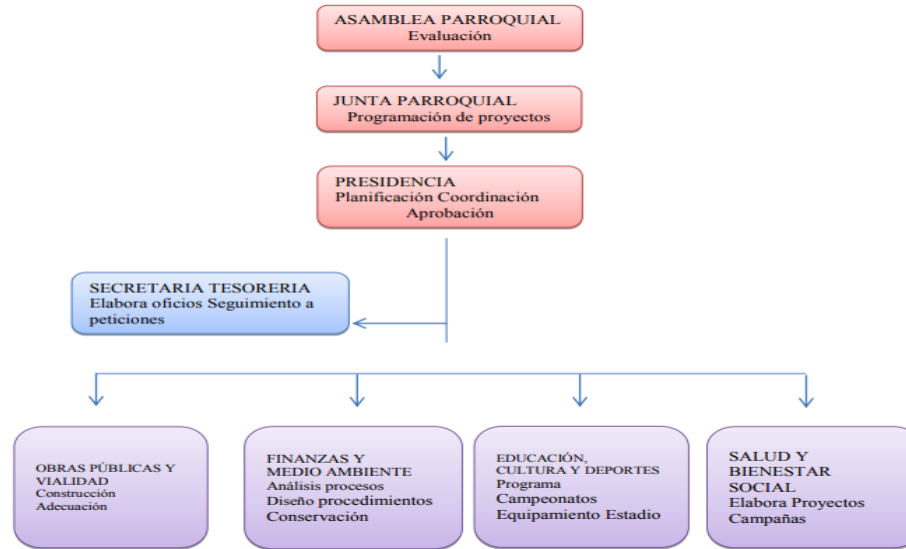 ASAMBLEA PARROQUIAL
Evaluación
JUNTA PARROQUIAL
Programación de proyectos
PRESIDENCIA
Planificación Coordinación
Aprobación
SECRETARIA TESORERIA
Elabora oficios Seguimiento a
peticiones
OBRAS PÚBLICAS Y
VIALIDAD
Construcción
Adecuación
FINANZAS Y
MEDIO AMBIENTE
Análisis procesos
Diseño procedimientos
Conservación
EDUCACIÓN,
CULTURA Y DEPORTES
Programa
Campeonatos
Equipamiento Estadio
SALUD Y
BIENESTAR
SOCIAL
Elabora Proyectos
Campañas